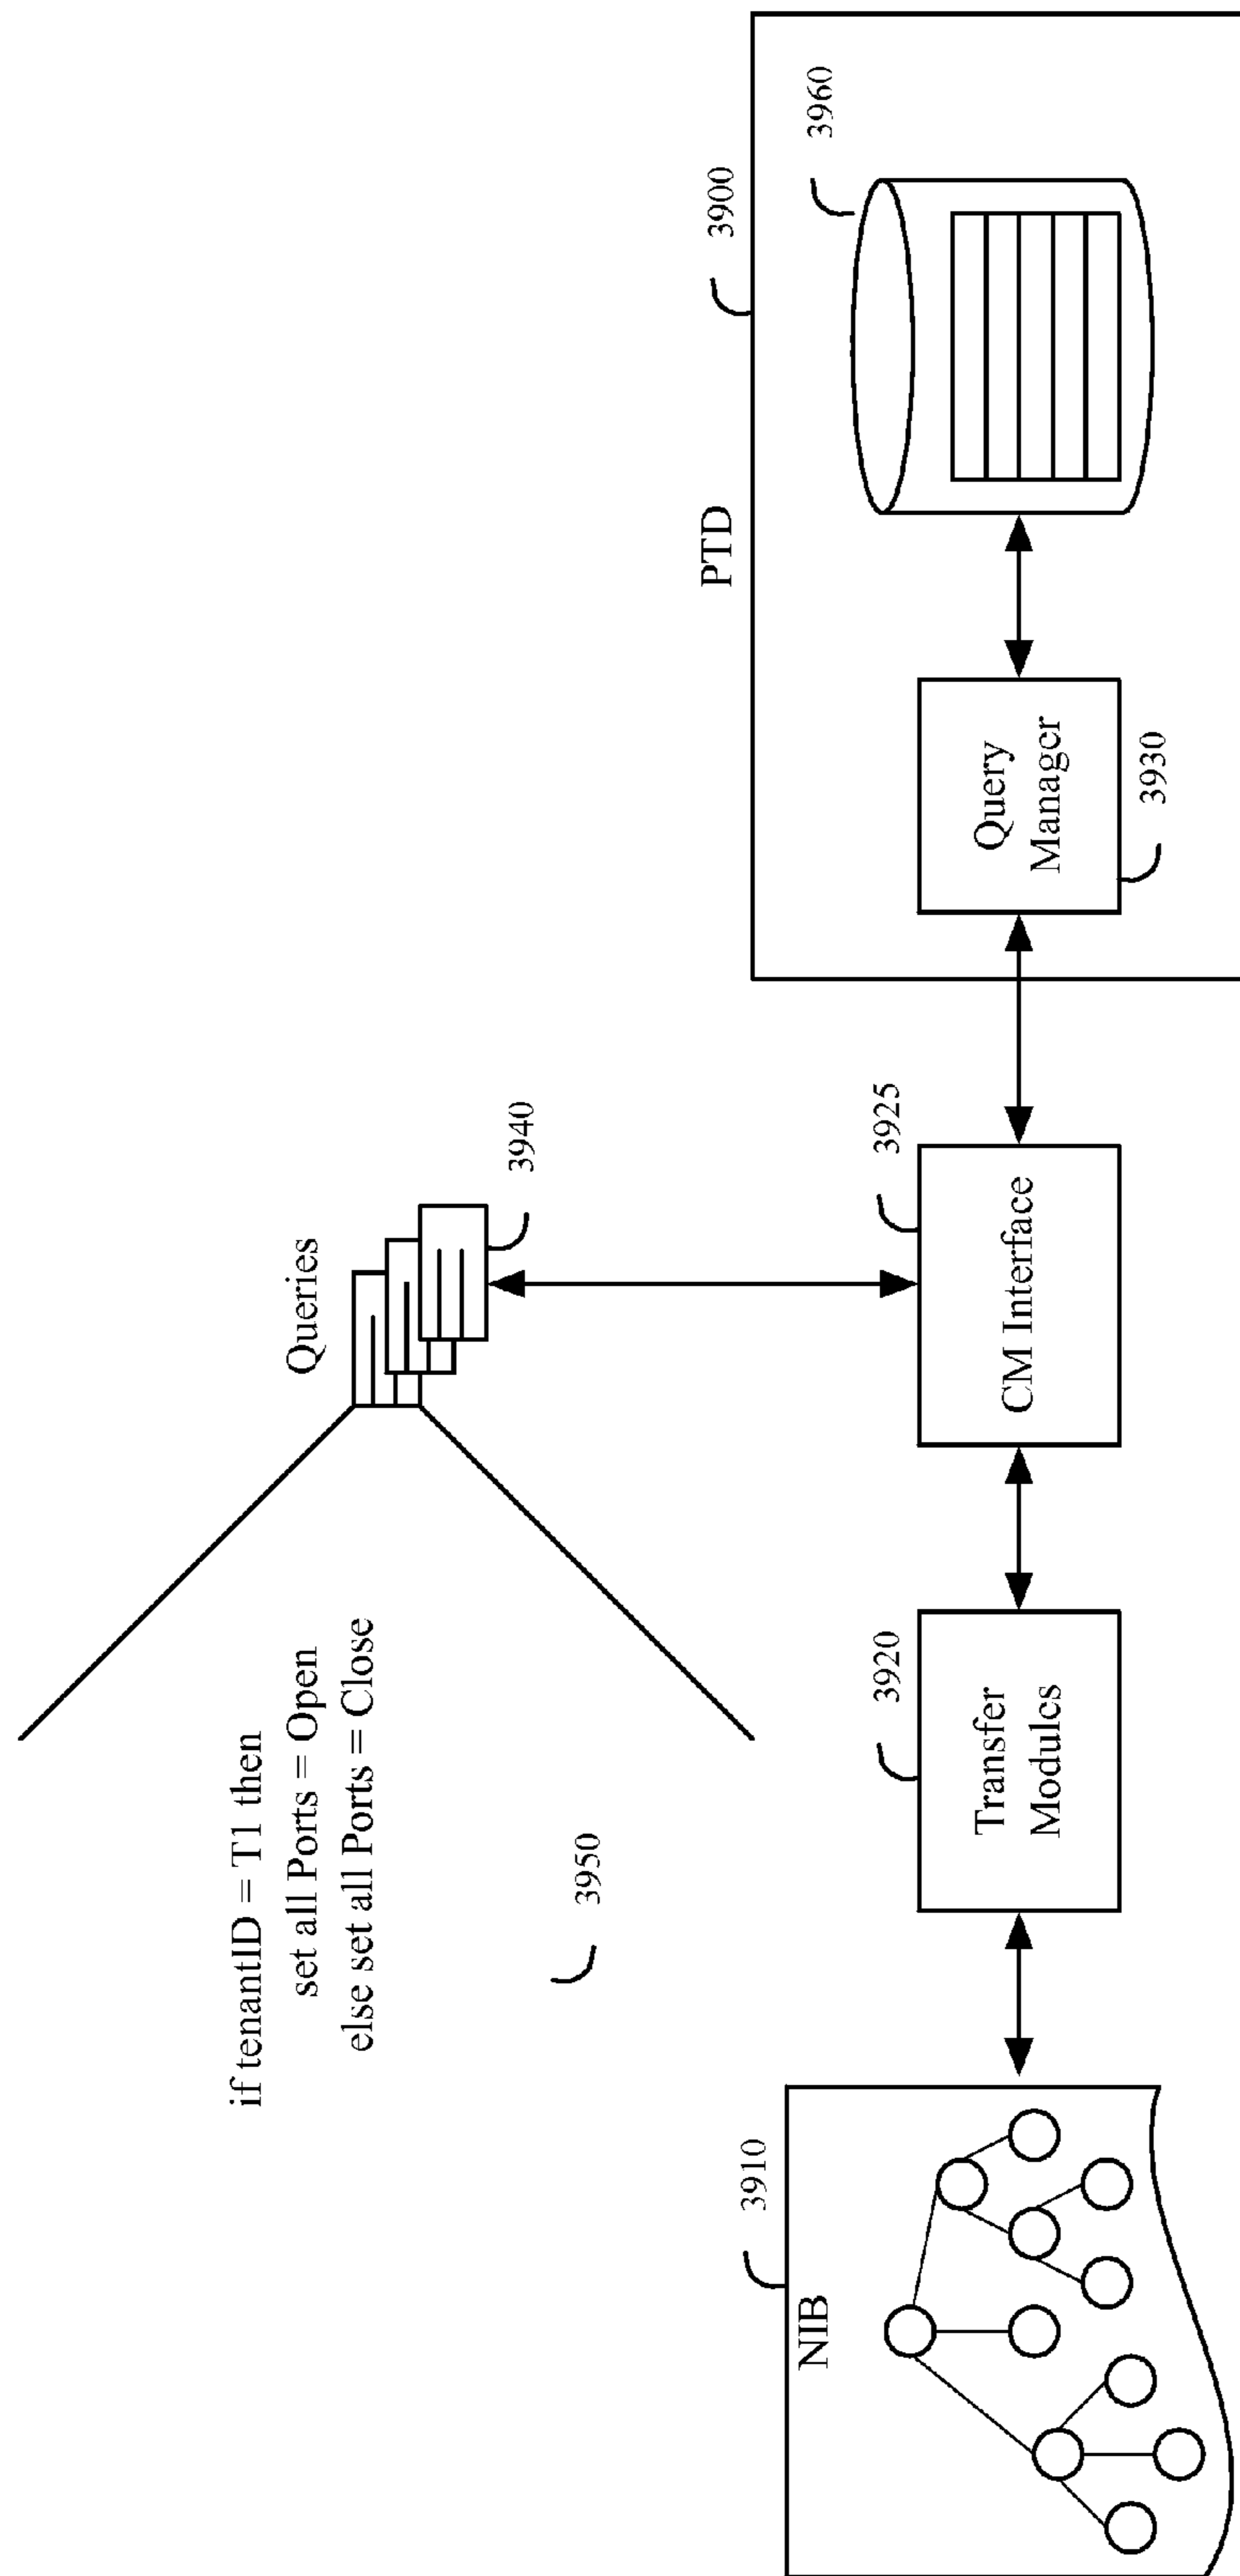 if tenantID = T1 then
set all Ports = Open
else set all Ports = Close
3950
Queries
3940
NIB
3910
Transfer
Modules
3920
CM Interface
3925
PTD
3900
Query
Manager
3930
3960